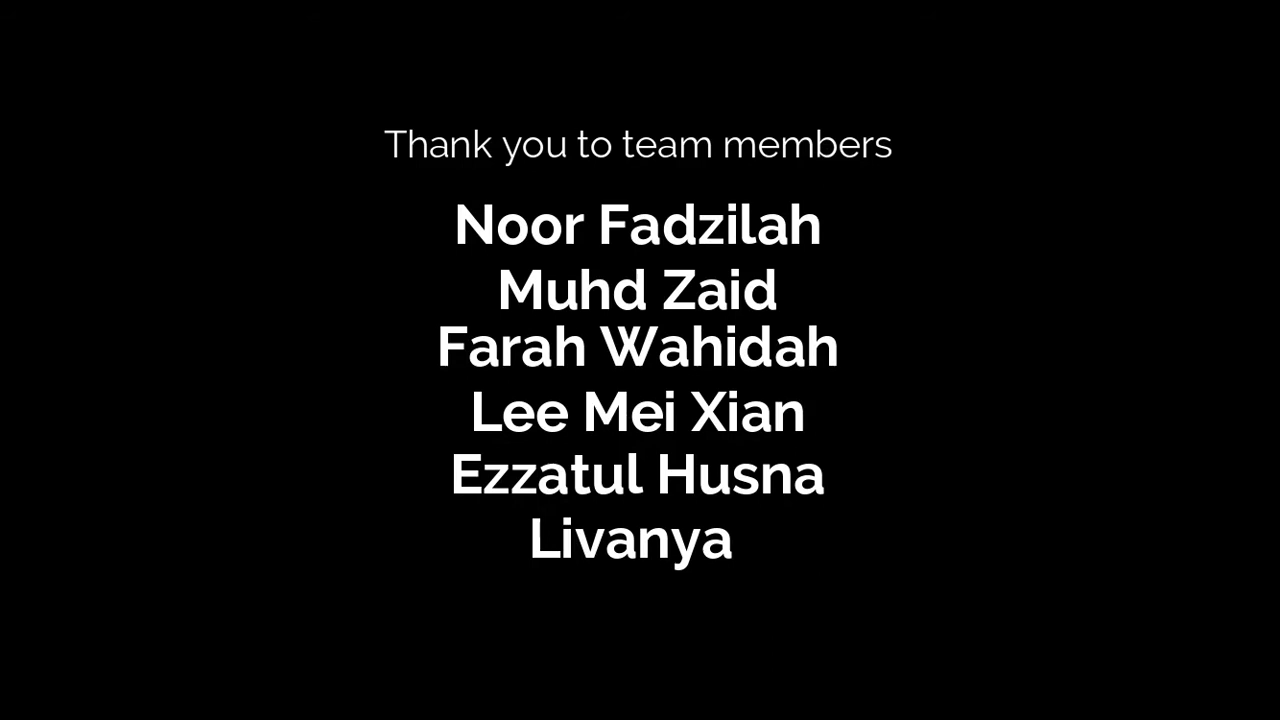 Thank you to team members
Noor Fadzilah
Muhd Zaid
Farah Wahidah
Lee Mei Xian
Ezzatul Husna
Livanya